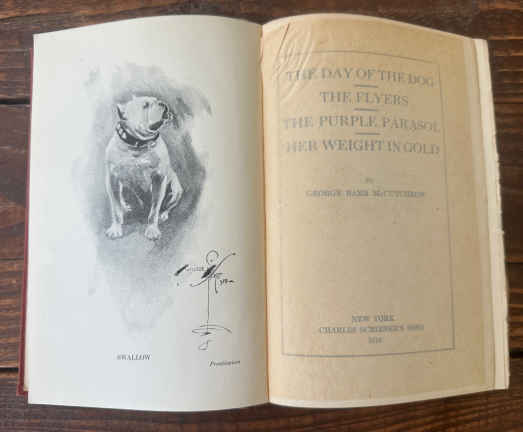 SWALLOW
Frontispiece
THE DAY OF THE DOG
THE FLYERS
THE PURPLE PARASOL
HER WEIGHT IN GOLD
BY
GEORGE BARR McCUTCHEON
NEW YORK
CHARLES SCRIBNER'S SONS